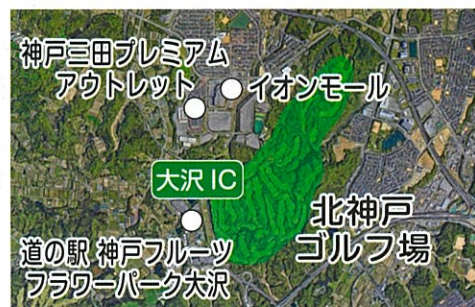 神戸三田プレミアム
アウトレット
イオンモール
大沢 IC
北神戸
ゴルフ場
道の駅 神戸フルーツ
フラワーパーク大沢